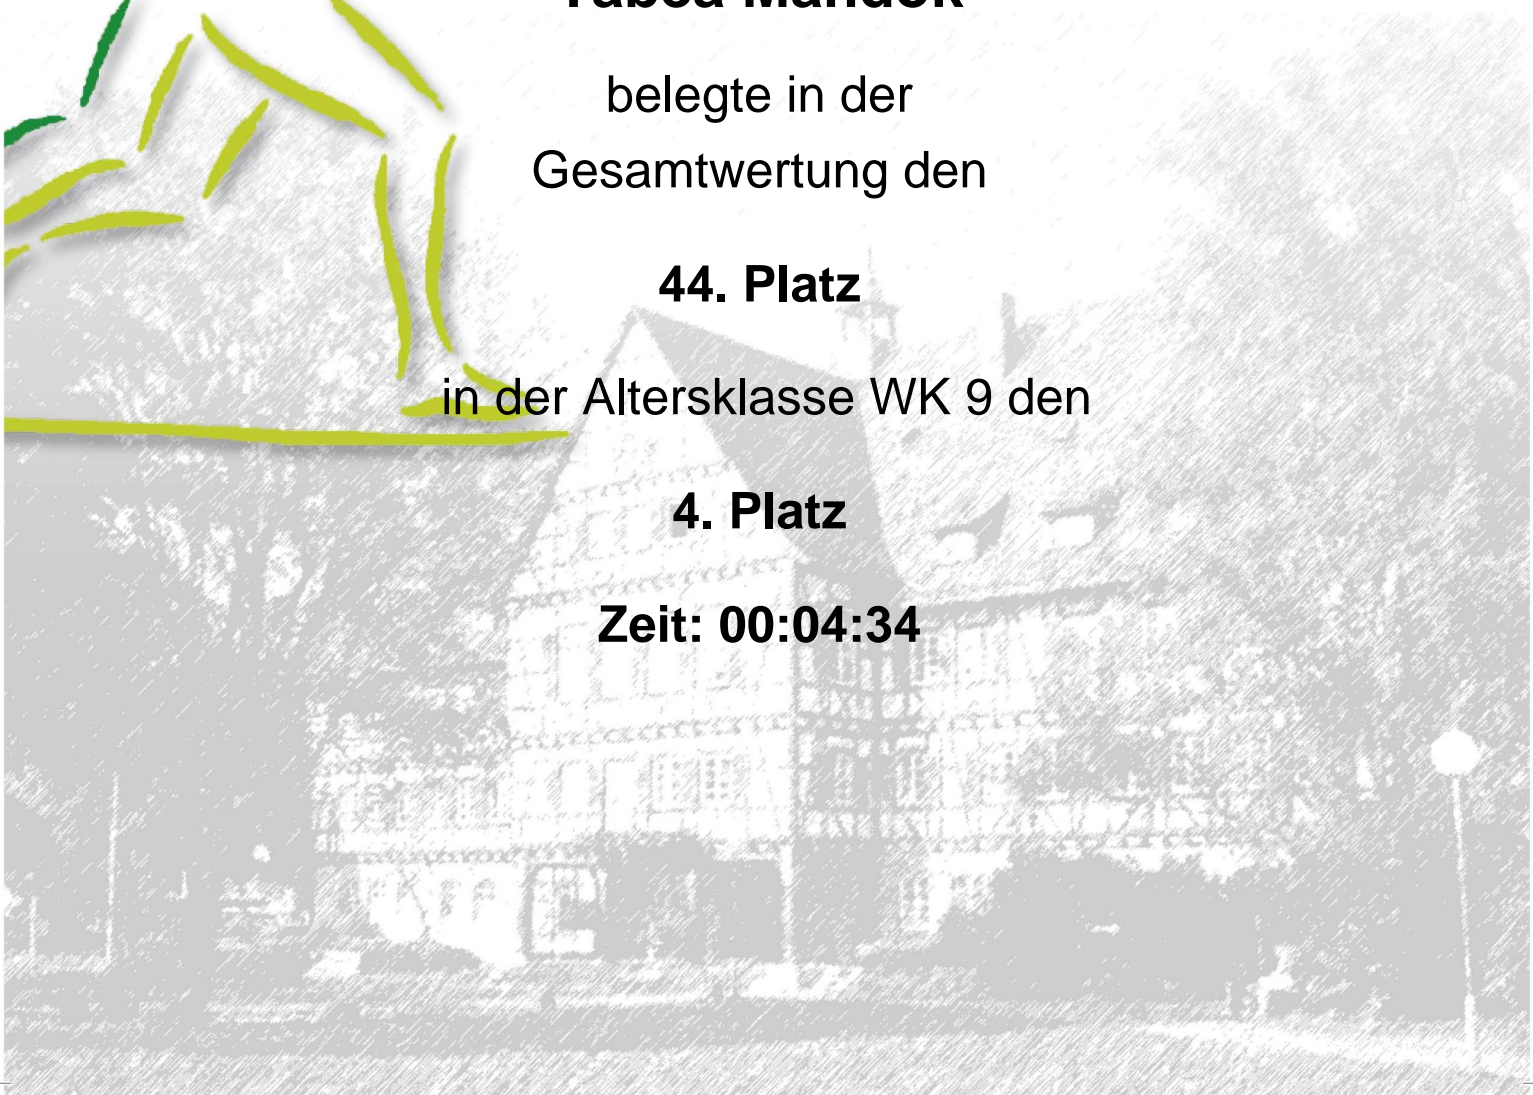 belegte in der
Gesamtwertung den
44. Platz
in der Altersklasse WK 9 den
4. Platz
Zeit: 00:04:34